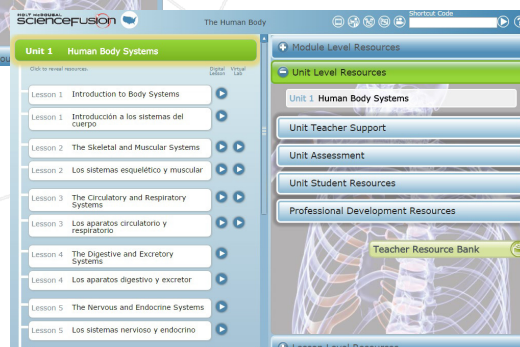 HOLT McDOUGAL
SCIENCEFUSION
The Human Body
Shortcut Code
Unit 1 Human Body Systems
Click to reveal resources.
Digital Lesson
Virtual Lab
Lesson 1 Introduction to Body Systems
Lesson 1 Introducción a los sistemas del
cuerpo
Lesson 2 The Skeletal and Muscular Systems
Lesson 2 Los sistemas esquelético y muscular
Lesson 3 The Circulatory and Respiratory
Systems
Lesson 3 Los aparatos circulatorio y
respiratorio
Lesson 4 The Digestive and Excretory
Systems
Lesson 4 Los aparatos digestivo y excretor
Lesson 5 The Nervous and Endocrine Systems
Lesson 5 Los sistemas nervioso y endocrino
Module Level Resources
Unit Level Resources
Unit 1 Human Body Systems
Unit Teacher Support
Unit Assessment
Unit Student Resources
Professional Development Resources
Teacher Resource Bank
Lesson Level Resources